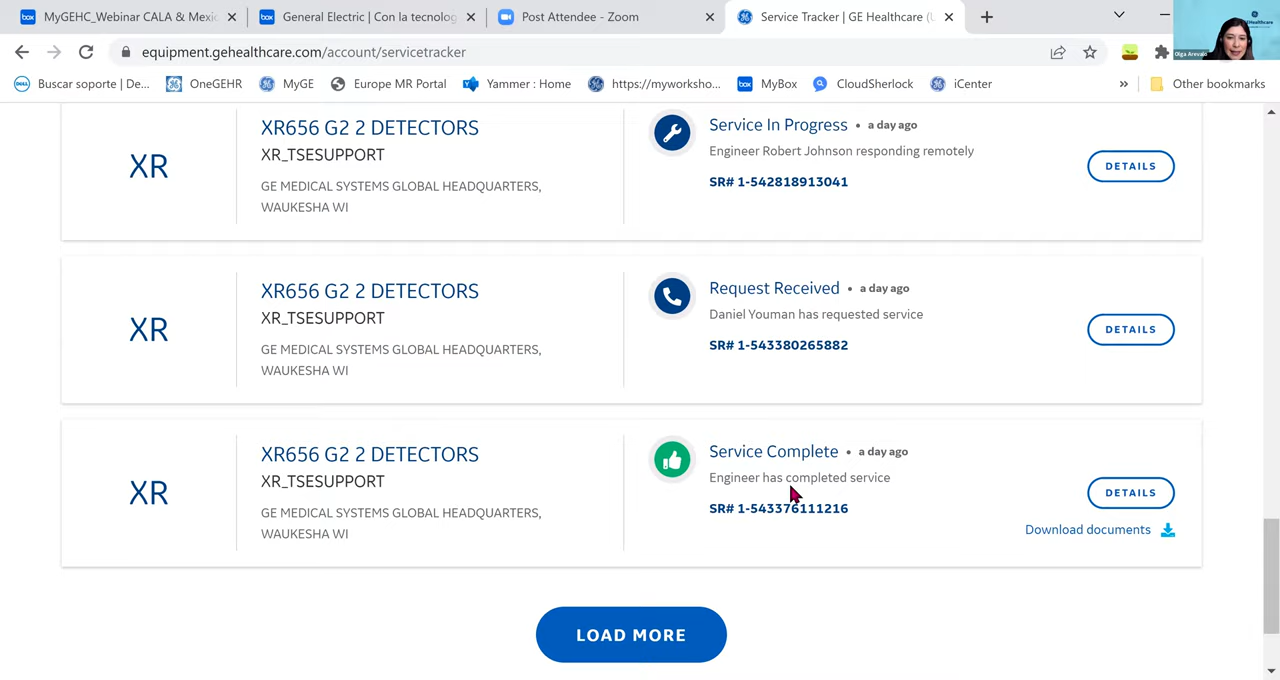 MyGEHC_Webinar CALA & Mexic
General Electric | Con la tecnolog
Post Attendee - Zoom
Service Tracker | GE Healthcare (U
equipment.gehealthcare.com/account/servicetracker
Olga Arevalo
Buscar soporte | De...
OneGEHR
MyGE
Europe MR Portal
Yammer : Home
https://myworksho...
MyBox
CloudSherlock
iCenter
»
Other bookmarks
XR
XR656 G2 2 DETECTORS
XR_TSESUPPORT
GE MEDICAL SYSTEMS GLOBAL HEADQUARTERS,
WAUKESHA WI
Service In Progress • a day ago
Engineer Robert Johnson responding remotely
SR# 1-542818913041
DETAILS
XR
XR656 G2 2 DETECTORS
XR_TSESUPPORT
GE MEDICAL SYSTEMS GLOBAL HEADQUARTERS,
WAUKESHA WI
Request Received • a day ago
Daniel Youman has requested service
SR# 1-543380265882
DETAILS
XR
XR656 G2 2 DETECTORS
XR_TSESUPPORT
GE MEDICAL SYSTEMS GLOBAL HEADQUARTERS,
WAUKESHA WI
Service Complete • a day ago
Engineer has completed service
SR# 1-543376111216
DETAILS
Download documents
LOAD MORE